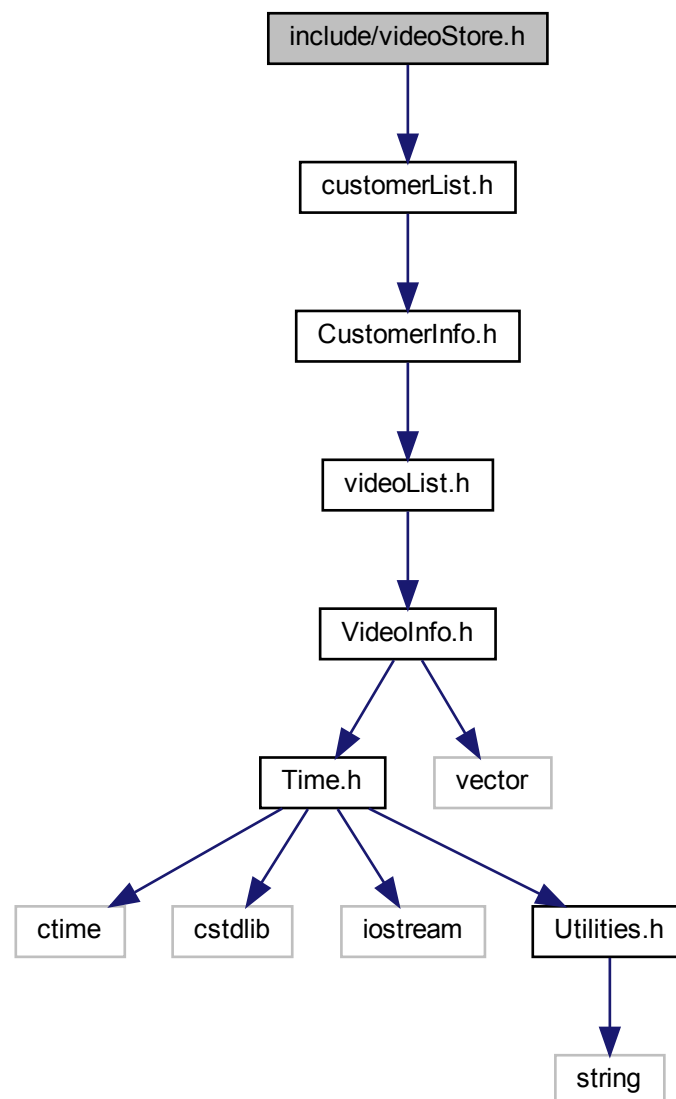 include/videoStore.h
customerList.h
CustomerInfo.h
videoList.h
VideoInfo.h
Time.h
vector
ctime
cstdlib
iostream
Utilities.h
string